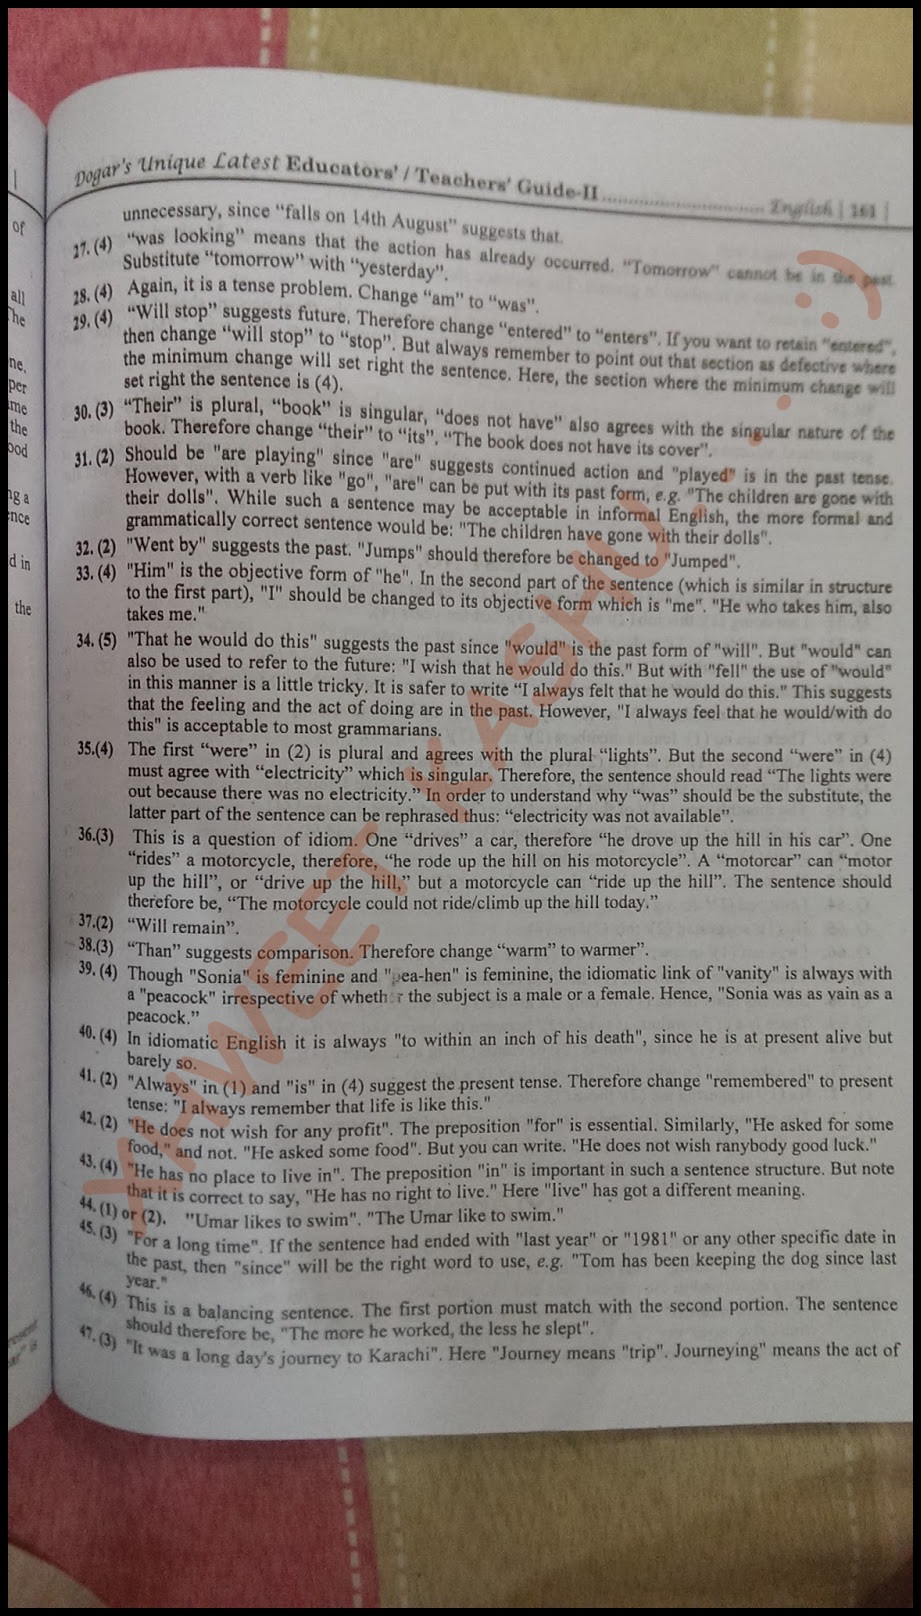 Dogar's Unique Latest Educators' / Teachers' Guide-II .............................. English | 161 |
unnecessary, since "falls on 14th August" suggests that.
27. (4) "was looking" means that the action has already occurred. "Tomorrow" cannot be in the past.
Substitute "tomorrow" with "yesterday".
28. (4) Again, it is a tense problem. Change "am" to "was".
29. (4) "Will stop" suggests future. Therefore change "entered" to "enters". If you want to retain "entered",
then change "will stop" to "stop". But always remember to point out that section as defective where
the minimum change will set right the sentence. Here, the section where the minimum change will
set right the sentence is (4).
30. (3) "Their" is plural, "book" is singular, "does not have" also agrees with the singular nature of the
book. Therefore change "their" to "its". "The book does not have its cover".
31. (2) Should be "are playing" since "are" suggests continued action and "played" is in the past tense.
However, with a verb like "go", "are" can be put with its past form, e.g. "The children are gone with
their dolls". While such a sentence may be acceptable in informal English, the more formal and
grammatically correct sentence would be: "The children have gone with their dolls".
32. (2) "Went by" suggests the past. "Jumps" should therefore be changed to "Jumped".
33. (4) "Him" is the objective form of "he". In the second part of the sentence (which is similar in structure
to the first part), "I" should be changed to its objective form which is "me". "He who takes him, also
takes me."
34. (5) "That he would do this" suggests the past since "would" is the past form of "will". But "would" can
also be used to refer to the future: "I wish that he would do this." But with "fell" the use of "would"
in this manner is a little tricky. It is safer to write "I always felt that he would do this." This suggests
that the feeling and the act of doing are in the past. However, "I always feel that he would/with do
this" is acceptable to most grammarians.
35.(4) The first "were" in (2) is plural and agrees with the plural "lights". But the second "were" in (4)
must agree with "electricity" which is singular. Therefore, the sentence should read "The lights were
out because there was no electricity." In order to understand why "was" should be the substitute, the
latter part of the sentence can be rephrased thus: "electricity was not available".
36.(3) This is a question of idiom. One "drives" a car, therefore "he drove up the hill in his car". One
"rides" a motorcycle, therefore, "he rode up the hill on his motorcycle". A "motorcar" can "motor
up the hill", or "drive up the hill," but a motorcycle can "ride up the hill". The sentence should
therefore be, "The motorcycle could not ride/climb up the hill today."
37.(2) "Will remain".
38.(3) "Than" suggests comparison. Therefore change "warm" to warmer".
39. (4) Though "Sonia" is feminine and "pea-hen" is feminine, the idiomatic link of "vanity" is always with
a "peacock" irrespective of whether the subject is a male or a female. Hence, "Sonia was as vain as a
peacock."
40. (4) In idiomatic English it is always "to within an inch of his death", since he is at present alive but
barely so.
41. (2) "Always" in (1) and "is" in (4) suggest the present tense. Therefore change "remembered" to present
tense: "I always remember that life is like this."
42. (2) "He does not wish for any profit". The preposition "for" is essential. Similarly, "He asked for some
food," and not. "He asked some food". But you can write. "He does not wish ranybody good luck."
43. (4) "He has no place to live in". The preposition "in" is important in such a sentence structure. But note
that it is correct to say, "He has no right to live." Here "live" has got a different meaning.
44. (1) or (2). "Umar likes to swim". "The Umar like to swim."
45. (3) "For a long time". If the sentence had ended with "last year" or "1981" or any other specific date in
the past, then "since" will be the right word to use, e.g. "Tom has been keeping the dog since last
year."
46. (4) This is a balancing sentence. The first portion must match with the second portion. The sentence
should therefore be, "The more he worked, the less he slept".
47. (3) "It was a long day's journey to Karachi". Here "Journey means "trip". Journeying" means the act of
of
all
ne,
per
me
the
ng a
d in
the